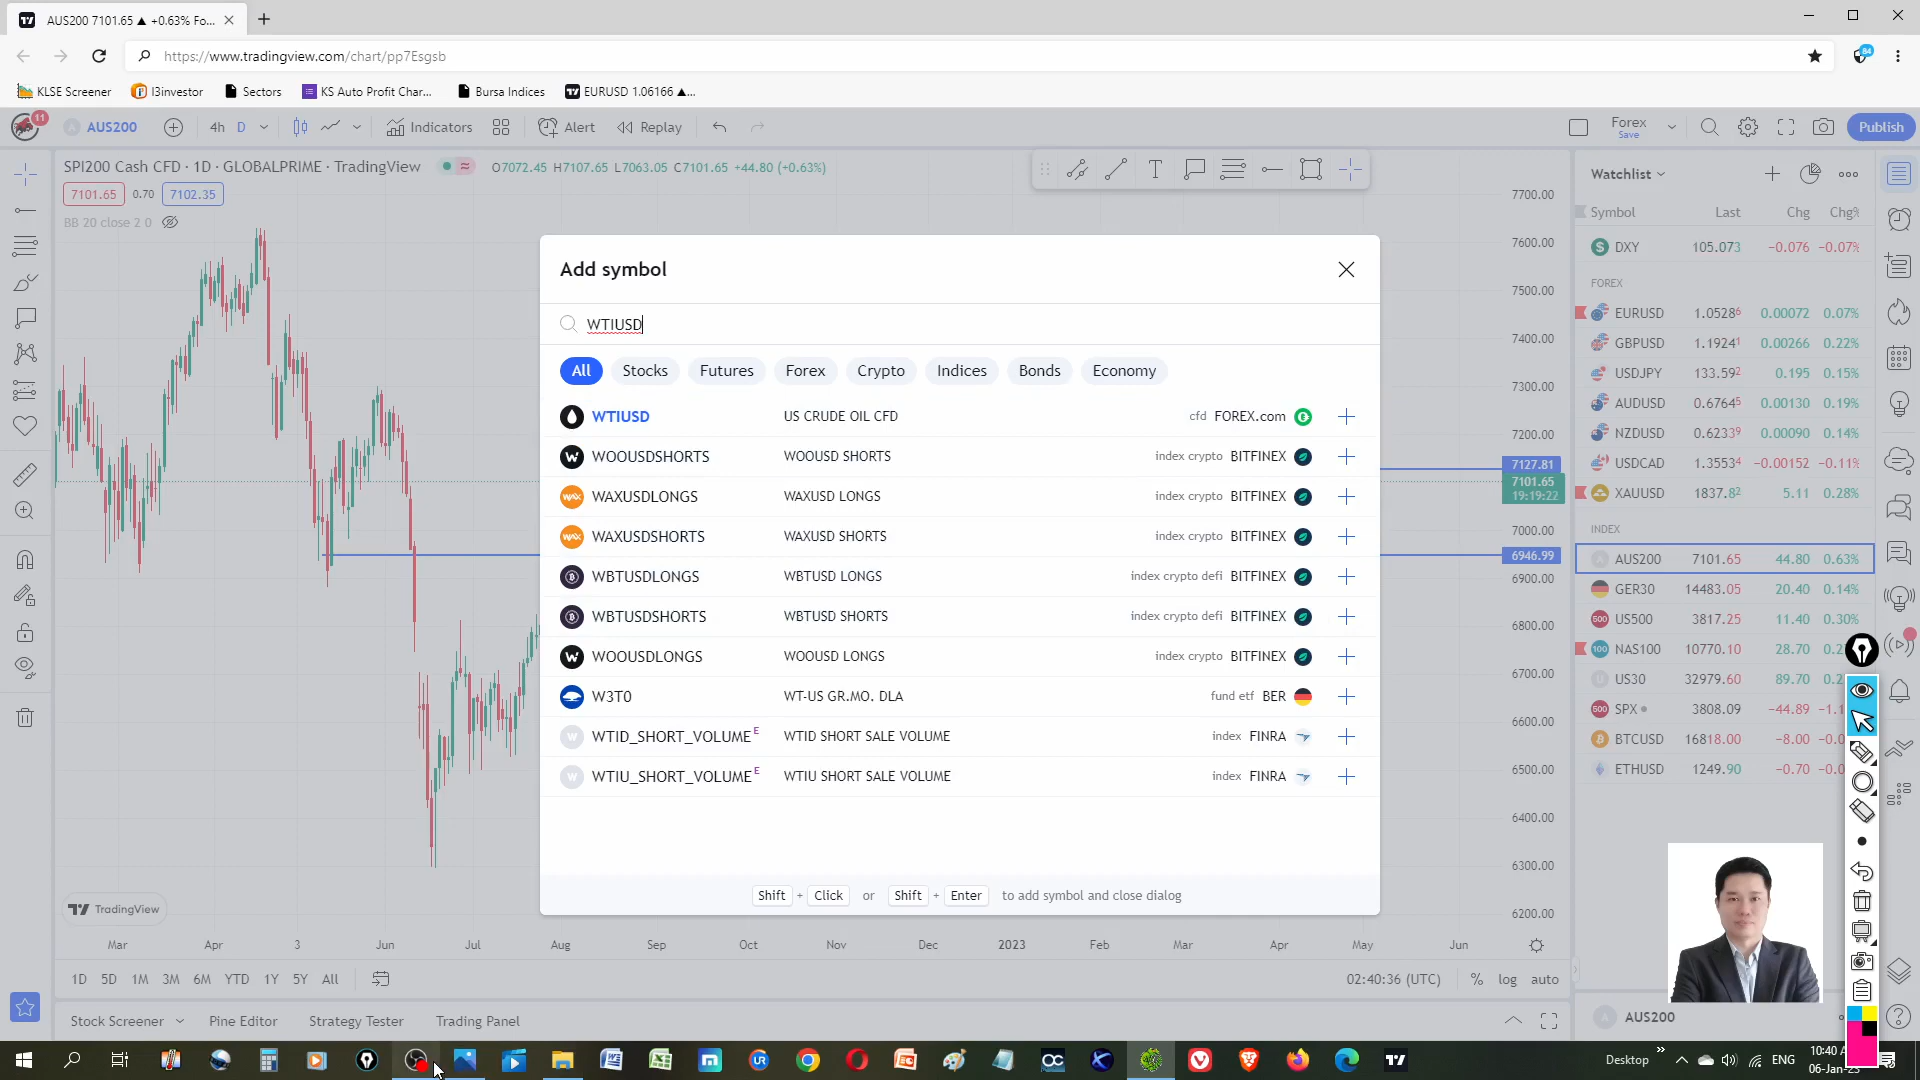 AUS200 7101.65 ▲ +0.63% Fo...
https://www.tradingview.com/chart/pp7Esgsb
84
KLSE Screener
I3investor
Sectors
KS Auto Profit Char...
Bursa Indices
EURUSD 1.06166 ▲...
11
AUS200
4h
D
Indicators
Alert
Replay
Forex
Save
Publish
SPI200 Cash CFD · 1D · GLOBALPRIME · TradingView
O7072.45 H7107.65 L7063.05 C7101.65 +44.80 (+0.63%)
7101.65
0.70
7102.35
BB 20 close 2 0
Add symbol
WTIUSD
All
Stocks
Futures
Forex
Crypto
Indices
Bonds
Economy
WTIUSD US CRUDE OIL CFD cfd FOREX.com
WOOUSDSHORTS WOOUSD SHORTS index crypto BITFINEX
WAXUSDLONGS WAXUSD LONGS index crypto BITFINEX
WAXUSDSHORTS WAXUSD SHORTS index crypto BITFINEX
WBTUSDLONGS WBTUSD LONGS index crypto defi BITFINEX
WBTUSDSHORTS WBTUSD SHORTS index crypto defi BITFINEX
WOOUSDLONGS WOOUSD LONGS index crypto BITFINEX
W3T0 WT-US GR.MO. DLA fund etf BER
WTID_SHORT_VOLUME E WTID SHORT SALE VOLUME index FINRA
WTIU_SHORT_VOLUME E WTIU SHORT SALE VOLUME index FINRA
Shift + Click or Shift + Enter to add symbol and close dialog
7700.00
7600.00
7500.00
7400.00
7300.00
7200.00
7127.81
7101.65
19:19:22
7000.00
6946.99
6900.00
6800.00
6700.00
6600.00
6500.00
6400.00
6300.00
6200.00
Watchlist
Symbol Last Chg Chg%
DXY 105.073 −0.076 −0.07%
FOREX
EURUSD 1.05286 0.00072 0.07%
GBPUSD 1.19241 0.00266 0.22%
USDJPY 133.592 0.195 0.15%
AUDUSD 0.67645 0.00130 0.19%
NZDUSD 0.62339 0.00090 0.14%
USDCAD 1.35534 −0.00152 −0.11%
XAUUSD 1837.82 5.11 0.28%
INDEX
AUS200 7101.65 44.80 0.63%
GER30 14483.05 20.40 0.14%
US500 3817.25 11.40 0.30%
NAS100 10770.10 28.70 0.2
US30 32979.60 89.70 0.2
SPX 3808.09 −44.89 −1.1
BTCUSD 16818.00 −8.00 −0.0
ETHUSD 1249.90 −0.70 −0.0
TradingView
Mar Apr 3 Jun Jul Aug Sep Oct Nov Dec 2023 Feb Mar Apr May Jun
1D 5D 1M 3M 6M YTD 1Y 5Y All
02:40:36 (UTC)
%
log
auto
Stock Screener
Pine Editor
Strategy Tester
Trading Panel
AUS200
Desktop
ENG
10:40 A
06-Jan-23